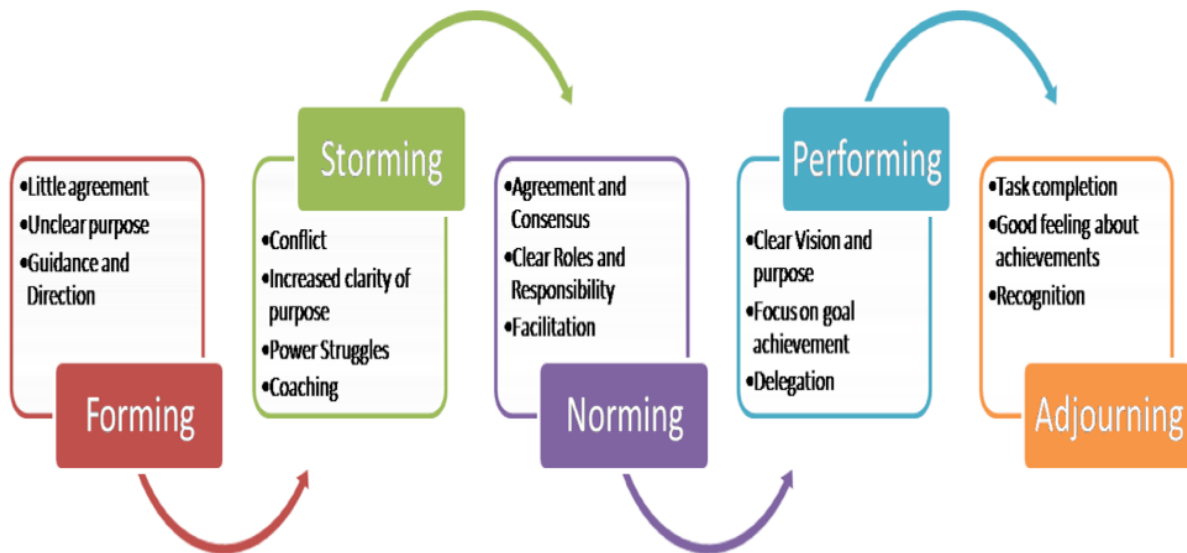 •Little agreement
•Unclear purpose
•Guidance and
Direction
Forming
Storming
•Conflict
•Increased clarity of
purpose
•Power Struggles
•Coaching
•Agreement and
Consensus
•Clear Roles and
Responsibility
•Facilitation
Norming
Performing
•Clear Vision and
purpose
•Focus on goal
achievement
•Delegation
•Task completion
•Good feeling about
achievements
•Recognition
Adjourning